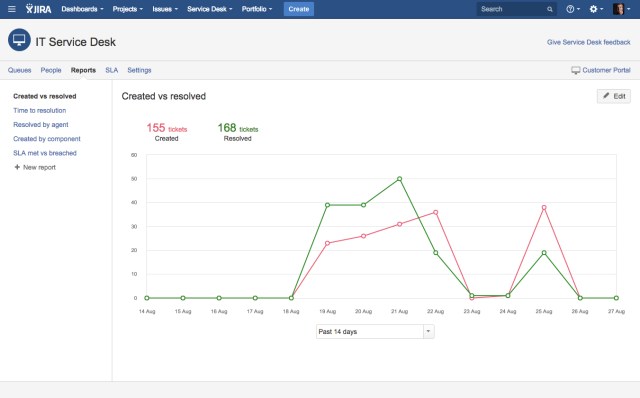 JIRA Dashboards Projects Issues Service Desk Portfolio Create Search
IT Service Desk
Give Service Desk feedback
Queues People Reports SLA Settings Customer Portal
Created vs resolved
Time to resolution
Resolved by agent
Created by component
SLA met vs breached
+ New report
Created vs resolved
Edit
155 tickets
Created
168 tickets
Resolved
60
50
40
30
20
10
0
14 Aug 15 Aug 16 Aug 17 Aug 18 Aug 19 Aug 20 Aug 21 Aug 22 Aug 23 Aug 24 Aug 25 Aug 26 Aug 27 Aug
Past 14 days